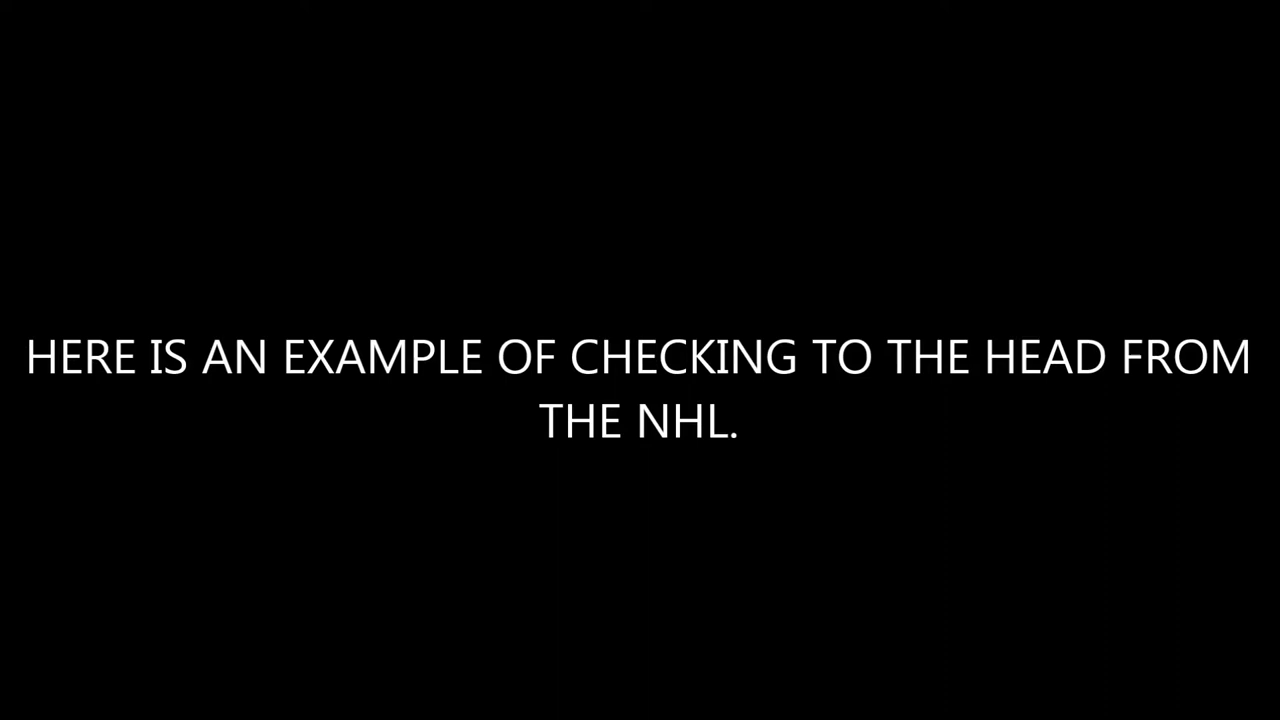 HERE IS AN EXAMPLE OF CHECKING TO THE HEAD FROM
THE NHL.